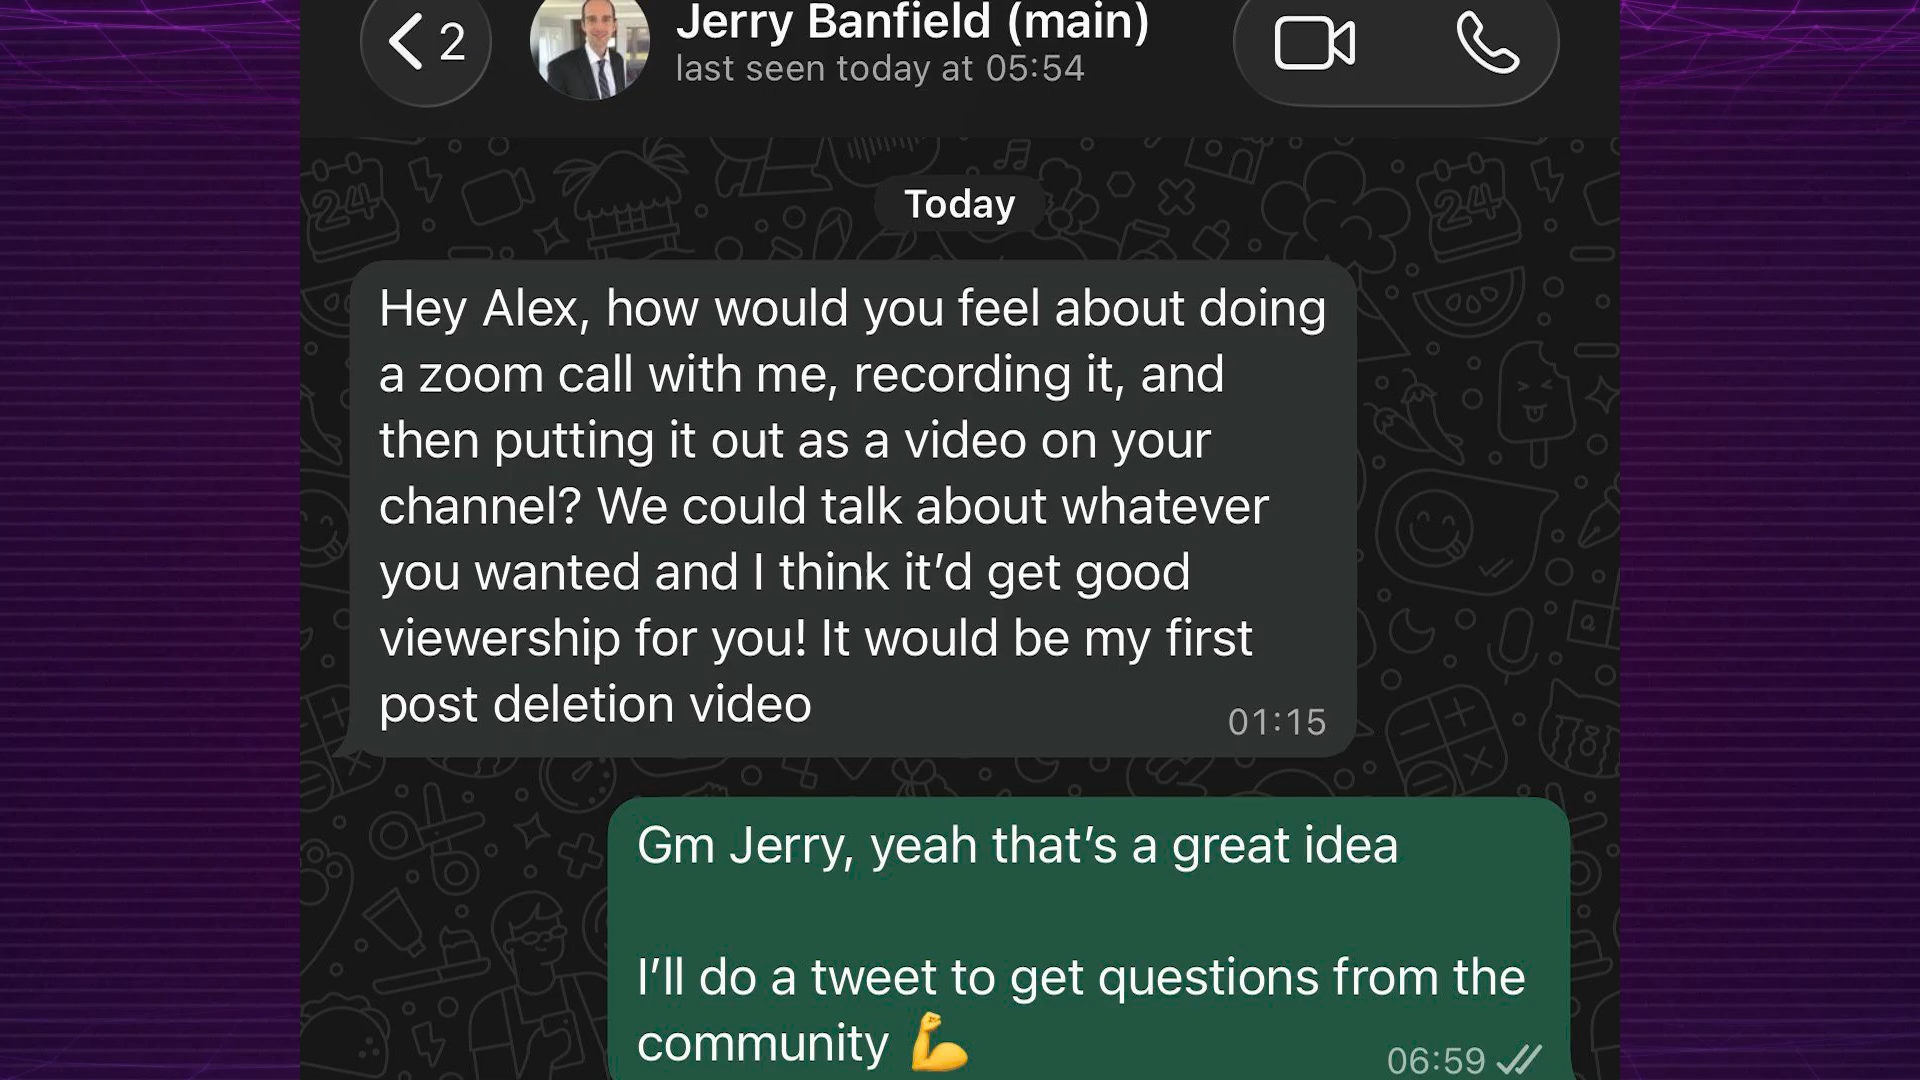 2
Jerry Banfield (main)
last seen today at 05:54
Today
24
24
Hey Alex, how would you feel about doing
a zoom call with me, recording it, and
then putting it out as a video on your
channel? We could talk about whatever
you wanted and I think it’d get good
viewership for you! It would be my first
post deletion video
01:15
Gm Jerry, yeah that’s a great idea
I’ll do a tweet to get questions from the
community 💪
06:59